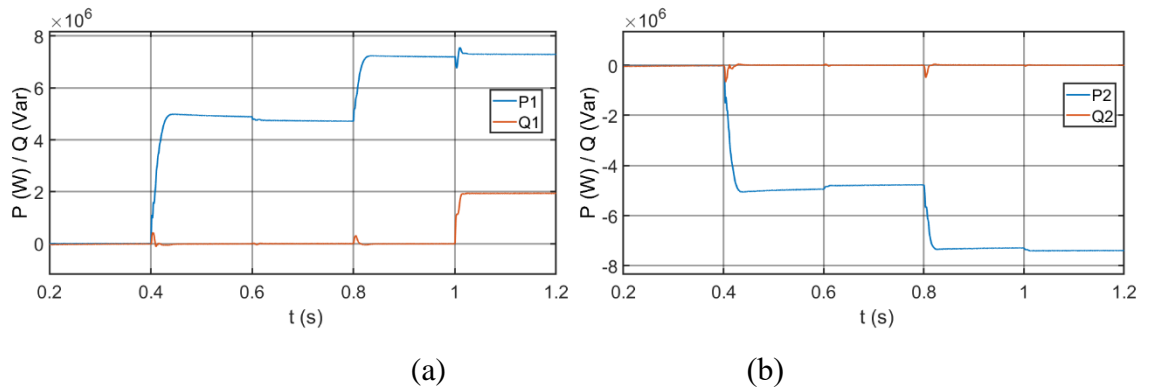 ×10⁶
8
6
4
2
0
P (W) / Q (Var)
P1
Q1
0.2 0.4 0.6 0.8 1 1.2
t (s)
(a)
×10⁶
0
-2
-4
-6
-8
P (W) / Q (Var)
P2
Q2
0.2 0.4 0.6 0.8 1 1.2
t (s)
(b)